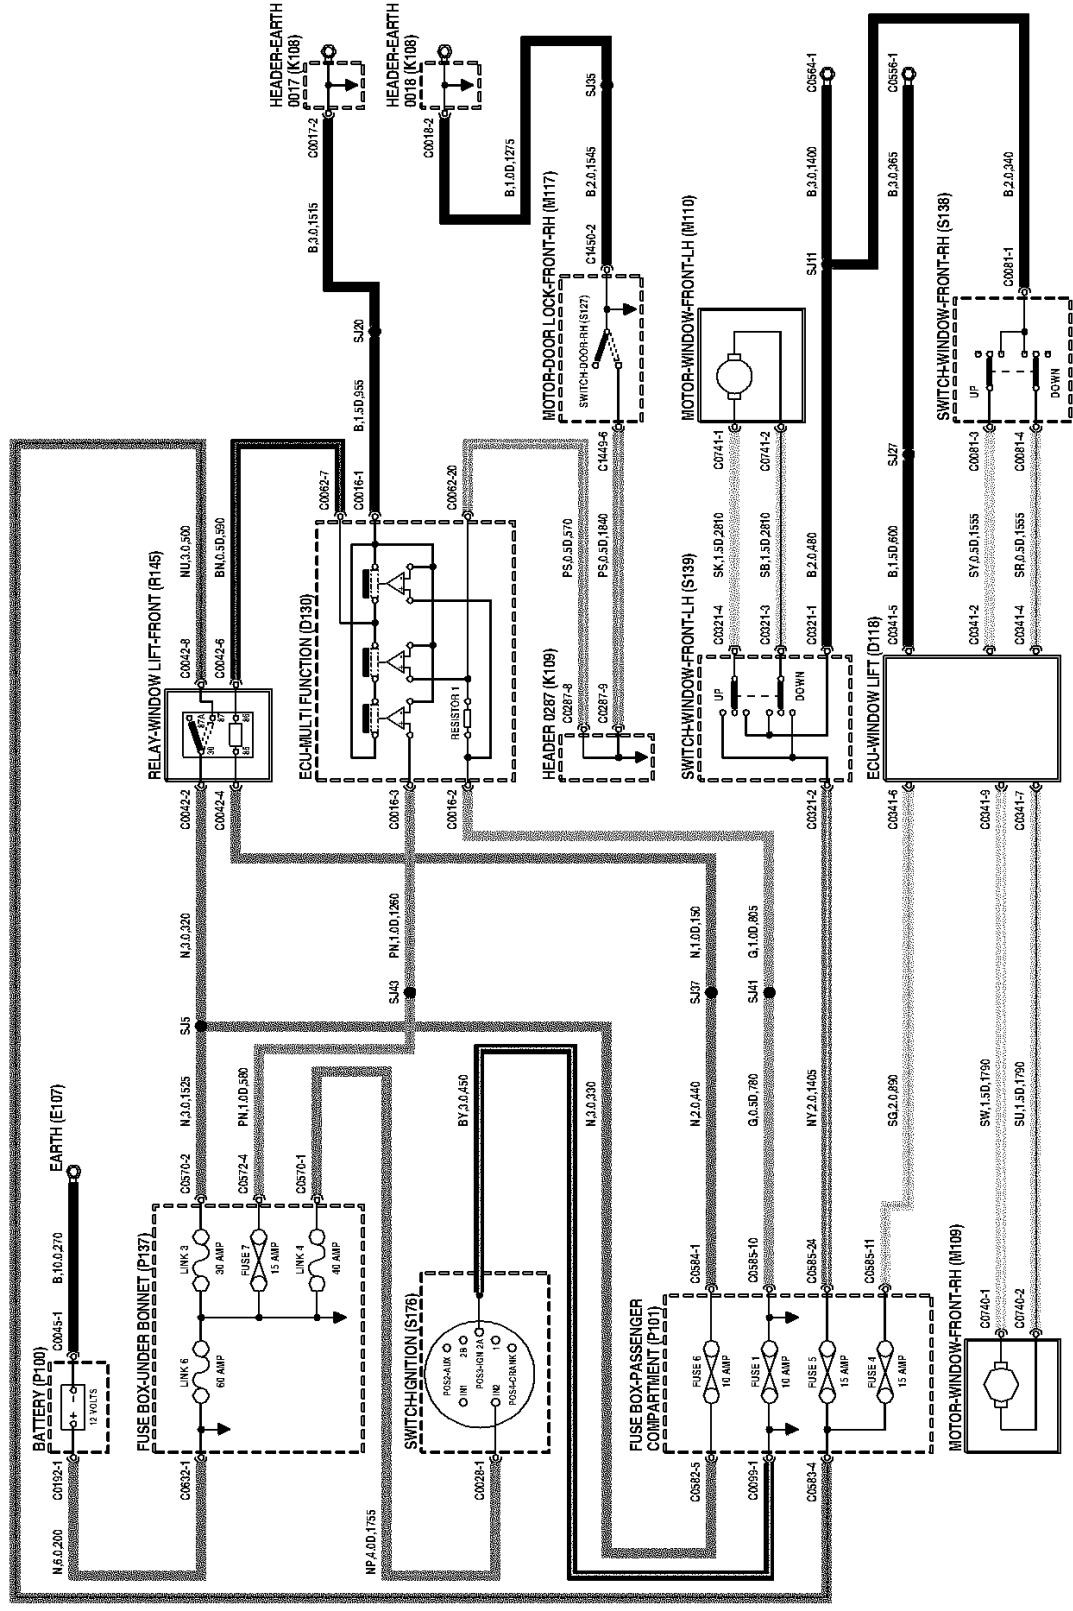 HEADER-EARTH
0017 (K108)
HEADER-EARTH
0018 (K108)
C0017-2
C0018-2
B,3.0,1515
B,1.0D,1275
SJ35
B,2.0,1545
C1450-2
SJ20
B,1.5D,955
C0564-1
C0556-1
B,3.0,1400
B,3.0,365
B,2.0,340
SJ11
C0081-1
MOTOR-DOOR LOCK-FRONT-RH (M117)
SWITCH-DOOR-RH (S127)
C1449-6
MOTOR-WINDOW-FRONT-LH (M110)
C0741-1
C0741-2
SWITCH-WINDOW-FRONT-RH (S138)
UP
DOWN
C0081-3
C0081-4
SJ27
NU,3.0,500
BN,0.5D,590
C0062-7
C0016-1
C0062-20
PS,0.5D,570
PS,0.5D,1840
SK,1.5D,2810
SB,1.5D,2810
B,2.0,480
B,1.5D,600
SY,0.5D,1555
SR,0.5D,1555
RELAY-WINDOW LIFT-FRONT (R145)
C0042-8
C0042-6
87A
87
30
86
85
C0042-2
C0042-4
ECU-MULTI FUNCTION (D130)
RESISTOR 1
C0016-3
C0016-2
HEADER 0287 (K109)
C0287-8
C0287-9
SWITCH-WINDOW-FRONT-LH (S139)
C0321-4
C0321-3
C0321-1
UP
DOWN
C0321-2
ECU-WINDOW LIFT (D118)
C0341-5
C0341-2
C0341-4
C0341-6
C0341-9
C0341-7
N,3.0,320
PN,1.0D,1260
N,1.0D,150
G,1.0D,805
SJ5
SJ43
SJ37
SJ41
N,3.0,1525
PN,1.0D,580
BY,3.0,450
N,3.0,330
N,2.0,440
G,0.5D,780
NY,2.0,1405
SG,2.0,890
SW,1.5D,1790
SU,1.5D,1790
EARTH (E107)
B,10.0,270
C0045-1
BATTERY (P100)
12 VOLTS
+
-
C0192-1
N,6.0,200
C0570-2
C0572-4
C0570-1
FUSE BOX-UNDER BONNET (P137)
LINK 3
30 AMP
FUSE 7
15 AMP
LINK 4
40 AMP
LINK 6
60 AMP
C0632-1
NP,4.0D,1755
SWITCH-IGNITION (S176)
POS2-AUX
2B
2A
POS3-IGN
IN1
IN2
1
POS4-CRANK
C0028-1
C0584-1
C0585-10
C0585-24
C0585-11
FUSE BOX-PASSENGER
COMPARTMENT (P101)
FUSE 6
10 AMP
FUSE 1
10 AMP
FUSE 5
15 AMP
FUSE 4
15 AMP
C0582-5
C0099-1
C0583-4
MOTOR-WINDOW-FRONT-RH (M109)
C0740-1
C0740-2